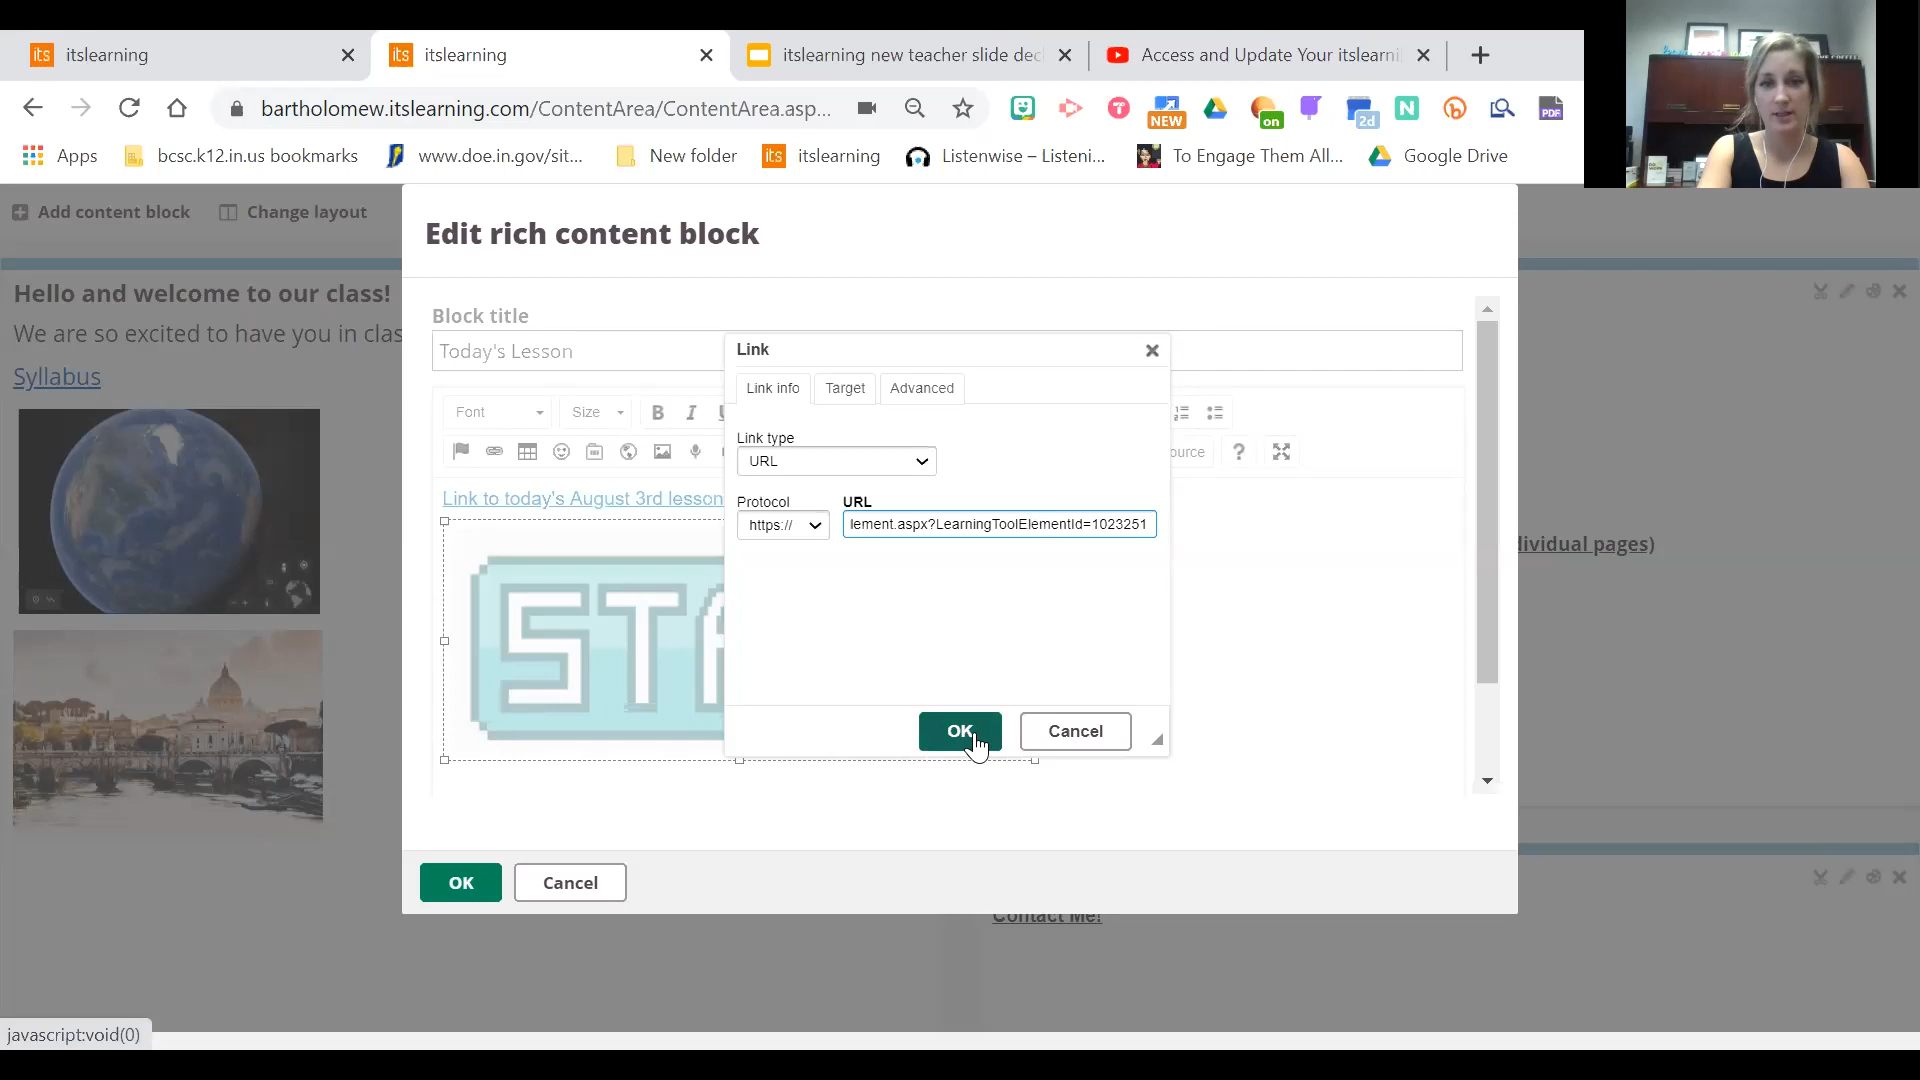 itslearning
itslearning
itslearning new teacher slide dec
Access and Update Your itslearni
bartholomew.itslearning.com/ContentArea/ContentArea.asp...
NEW
on
2d
N
PDF
Apps
bcsc.k12.in.us bookmarks
www.doe.in.gov/sit...
New folder
its
itslearning
Listenwise – Listeni...
To Engage Them All...
Google Drive
Add content block
Change layout
Edit rich content block
Hello and welcome to our class!
We are so excited to have you in clas
Syllabus
Block title
Today's Lesson
Link
Link info
Target
Advanced
Font
Size
B
I
U
Link type
URL
ource
?
Link to today's August 3rd lesson
Protocol
URL
https://
lement.aspx?LearningToolElementId=1023251
dividual pages)
STA
OK
Cancel
OK
Cancel
Contact Me!
javascript:void(0)